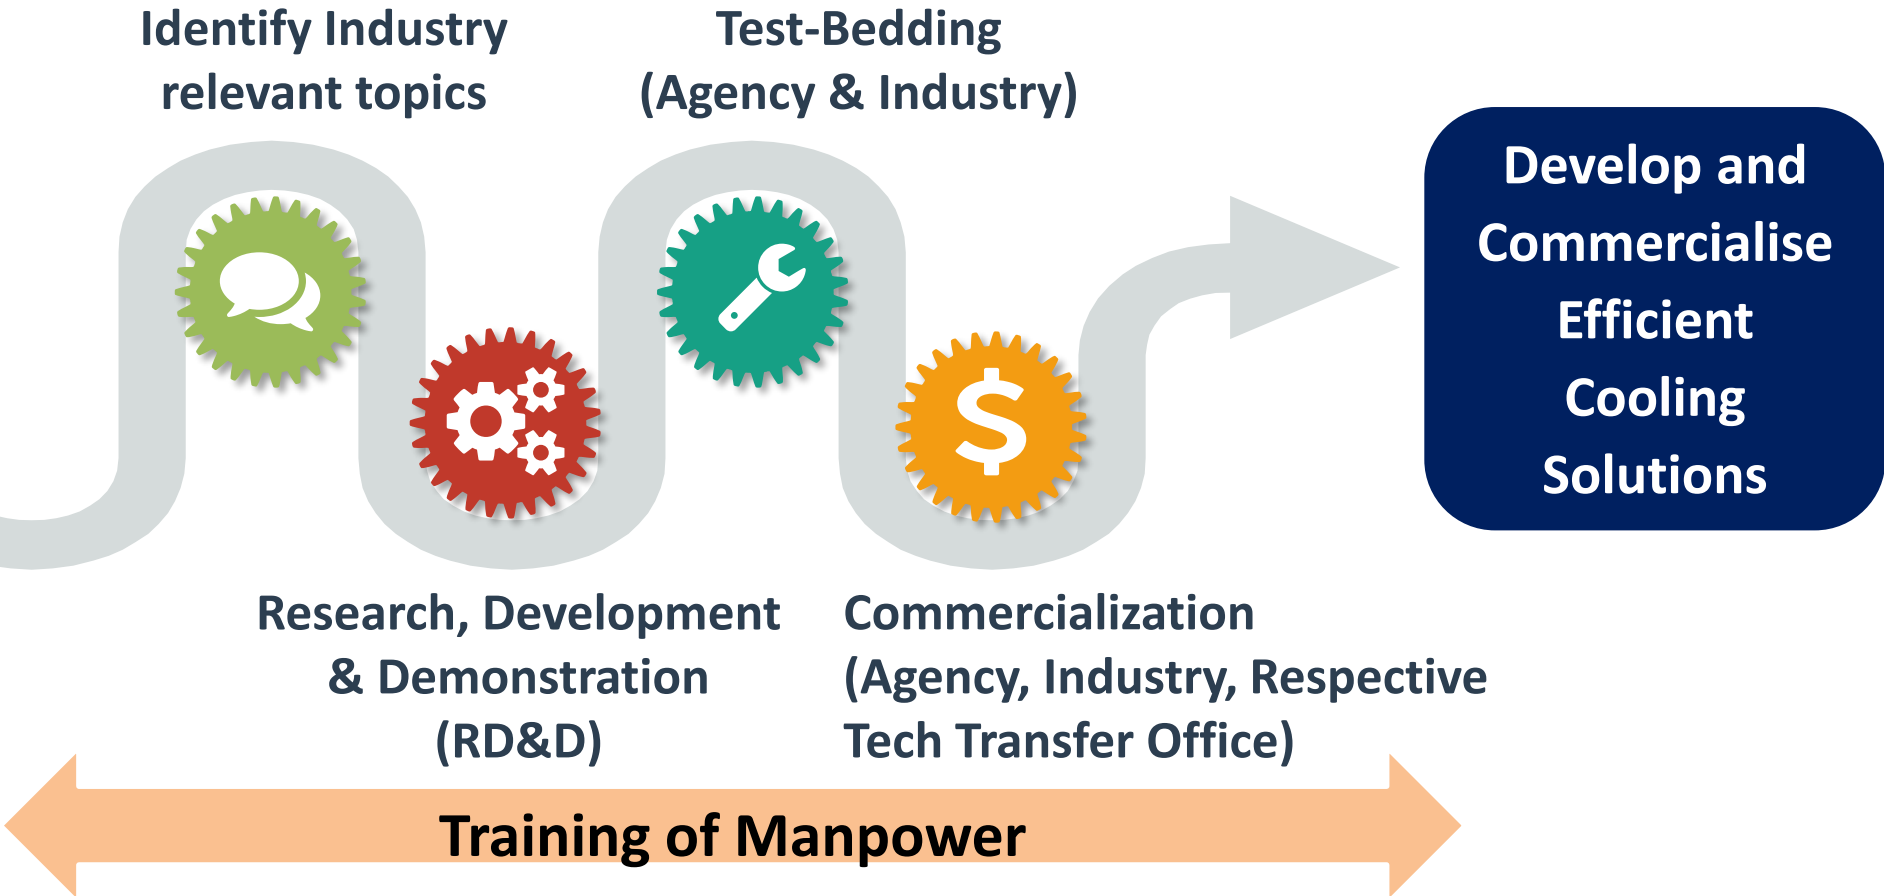 Identify Industry
relevant topics
Test-Bedding
(Agency & Industry)
Develop and
Commercialise
Efficient
Cooling
Solutions
Research, Development
& Demonstration
(RD&D)
Commercialization
(Agency, Industry, Respective
Tech Transfer Office)
Training of Manpower